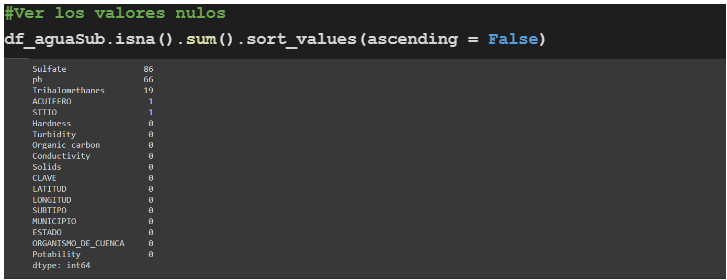 #Ver los valores nulos
df_aguaSub.isna().sum().sort_values(ascending = False)
Sulfate 86
ph 66
Trihalomethanes 19
ACUIFERO 1
SITIO 1
Hardness 0
Turbidity 0
Organic carbon 0
Conductivity 0
Solids 0
CLAVE 0
LATITUD 0
LONGITUD 0
SUBTIPO 0
MUNICIPIO 0
ESTADO 0
ORGANISMO_DE_CUENCA 0
Potability 0
dtype: int64